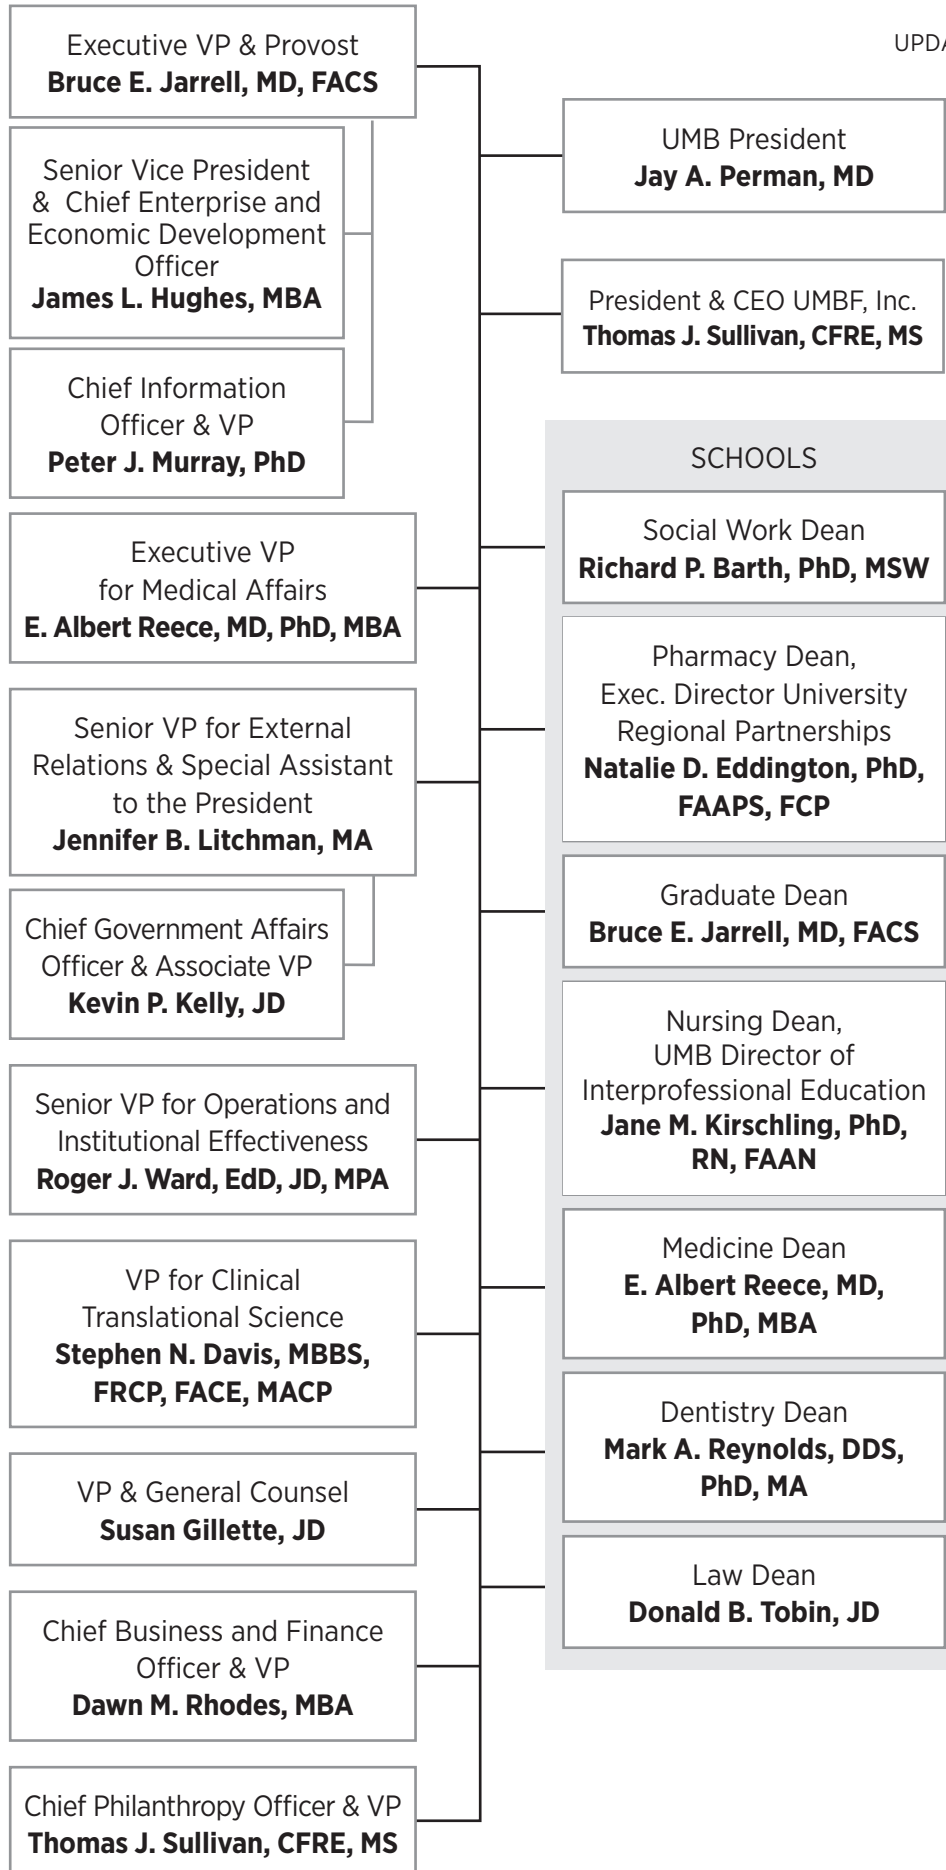 Executive VP & Provost
Bruce E. Jarrell, MD, FACS
Senior Vice President
& Chief Enterprise and
Economic Development
Officer
James L. Hughes, MBA
Chief Information
Officer & VP
Peter J. Murray, PhD
Executive VP
for Medical Affairs
E. Albert Reece, MD, PhD, MBA
Senior VP for External
Relations & Special Assistant
to the President
Jennifer B. Litchman, MA
Chief Government Affairs
Officer & Associate VP
Kevin P. Kelly, JD
Senior VP for Operations and
Institutional Effectiveness
Roger J. Ward, EdD, JD, MPA
VP for Clinical
Translational Science
Stephen N. Davis, MBBS,
FRCP, FACE, MACP
VP & General Counsel
Susan Gillette, JD
Chief Business and Finance
Officer & VP
Dawn M. Rhodes, MBA
Chief Philanthropy Officer & VP
Thomas J. Sullivan, CFRE, MS
UPDA
UMB President
Jay A. Perman, MD
President & CEO UMBF, Inc.
Thomas J. Sullivan, CFRE, MS
SCHOOLS
Social Work Dean
Richard P. Barth, PhD, MSW
Pharmacy Dean,
Exec. Director University
Regional Partnerships
Natalie D. Eddington, PhD,
FAAPS, FCP
Graduate Dean
Bruce E. Jarrell, MD, FACS
Nursing Dean,
UMB Director of
Interprofessional Education
Jane M. Kirschling, PhD,
RN, FAAN
Medicine Dean
E. Albert Reece, MD,
PhD, MBA
Dentistry Dean
Mark A. Reynolds, DDS,
PhD, MA
Law Dean
Donald B. Tobin, JD